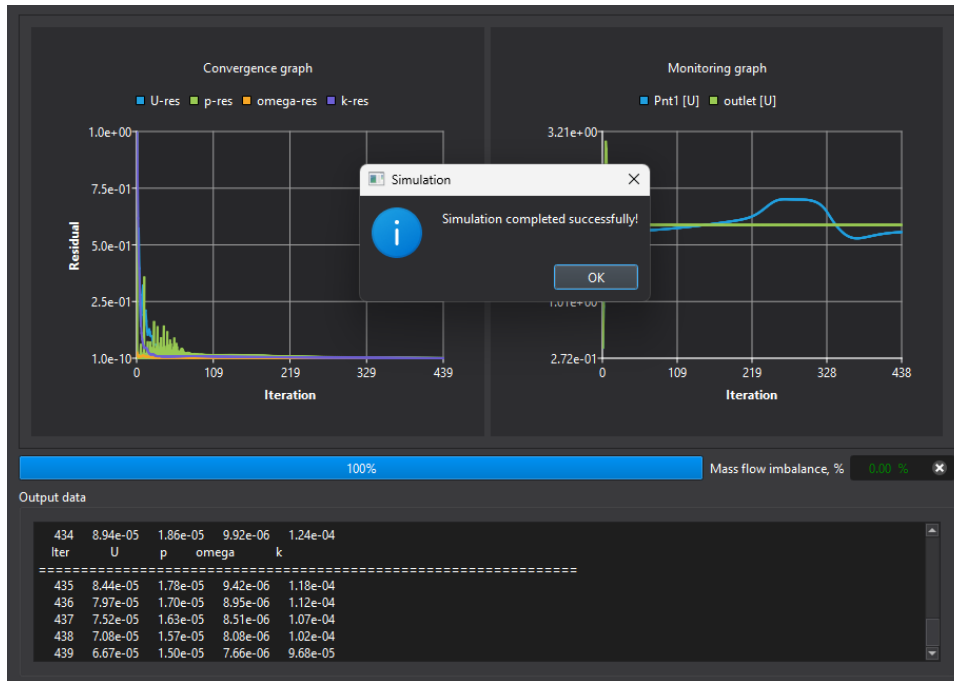 Convergence graph
U-res p-res omega-res k-res
1.0e+00
7.5e-01
5.0e-01
2.5e-01
1.0e-10
Residual
0 109 219 329 439
Iteration
Monitoring graph
Pnt1 [U] outlet [U]
3.21e+00
1.01e+00
2.72e-01
0 109 219 328 438
Iteration
Simulation
Simulation completed successfully!
OK
100%
Mass flow imbalance, % 0.00 %
Output data
434 8.94e-05 1.86e-05 9.92e-06 1.24e-04
Iter U p omega k
==================================================================
435 8.44e-05 1.78e-05 9.42e-06 1.18e-04
436 7.97e-05 1.70e-05 8.95e-06 1.12e-04
437 7.52e-05 1.63e-05 8.51e-06 1.07e-04
438 7.08e-05 1.57e-05 8.08e-06 1.02e-04
439 6.67e-05 1.50e-05 7.66e-06 9.68e-05